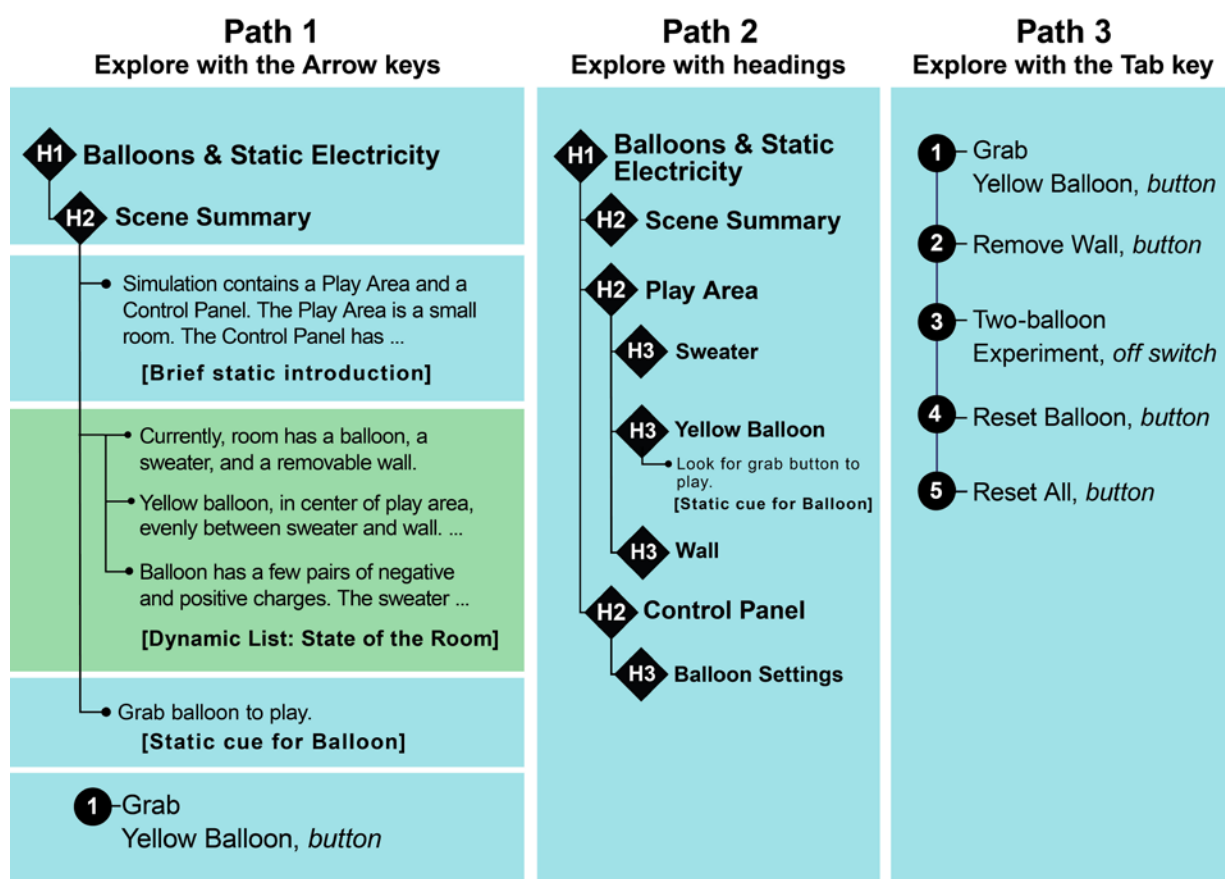 Path 1
Explore with the Arrow keys
H1 Balloons & Static Electricity
H2 Scene Summary
Simulation contains a Play Area and a
Control Panel. The Play Area is a small
room. The Control Panel has ...
[Brief static introduction]
Currently, room has a balloon, a
sweater, and a removable wall.
Yellow balloon, in center of play area,
evenly between sweater and wall. ...
Balloon has a few pairs of negative
and positive charges. The sweater ...
[Dynamic List: State of the Room]
Grab balloon to play.
[Static cue for Balloon]
1 Grab
Yellow Balloon, button
Path 2
Explore with headings
H1 Balloons & Static
Electricity
H2 Scene Summary
H2 Play Area
H3 Sweater
H3 Yellow Balloon
Look for grab button to
play.
[Static cue for Balloon]
H3 Wall
H2 Control Panel
H3 Balloon Settings
Path 3
Explore with the Tab key
1 Grab
Yellow Balloon, button
2 Remove Wall, button
3 Two-balloon
Experiment, off switch
4 Reset Balloon, button
5 Reset All, button